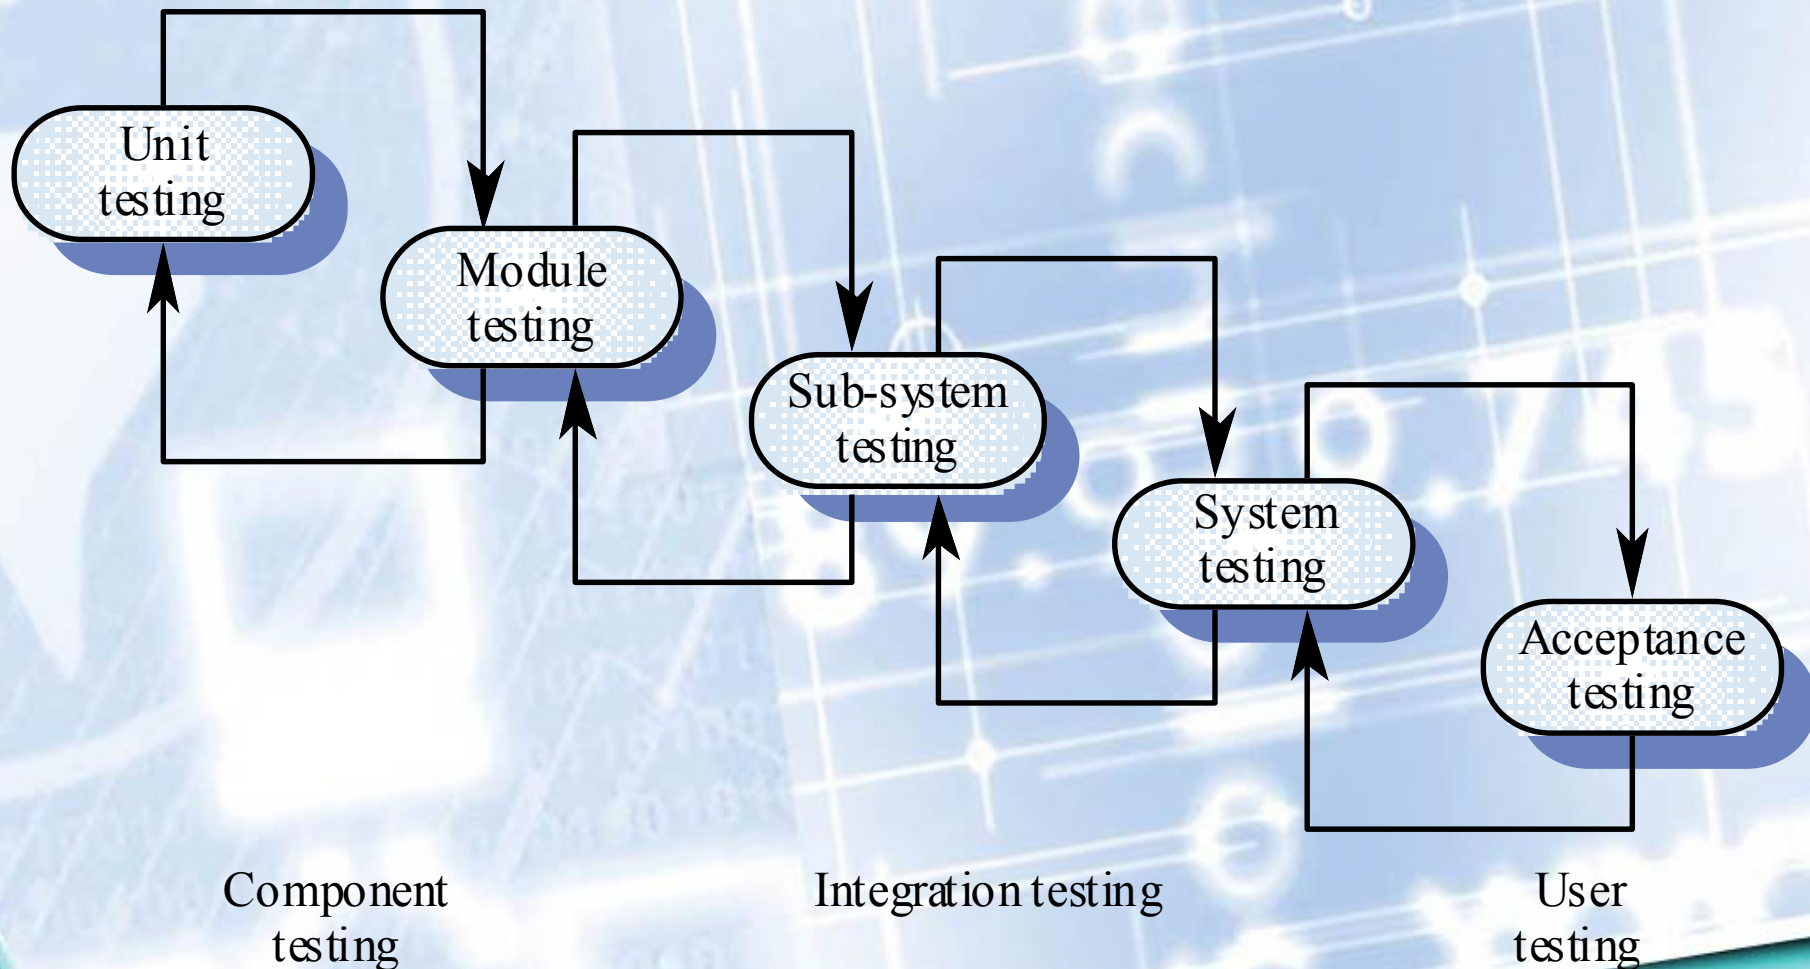 Unit
testing
Module
testing
Sub-system
testing
System
testing
Acceptance
testing
Component
testing
Integration testing
User
testing